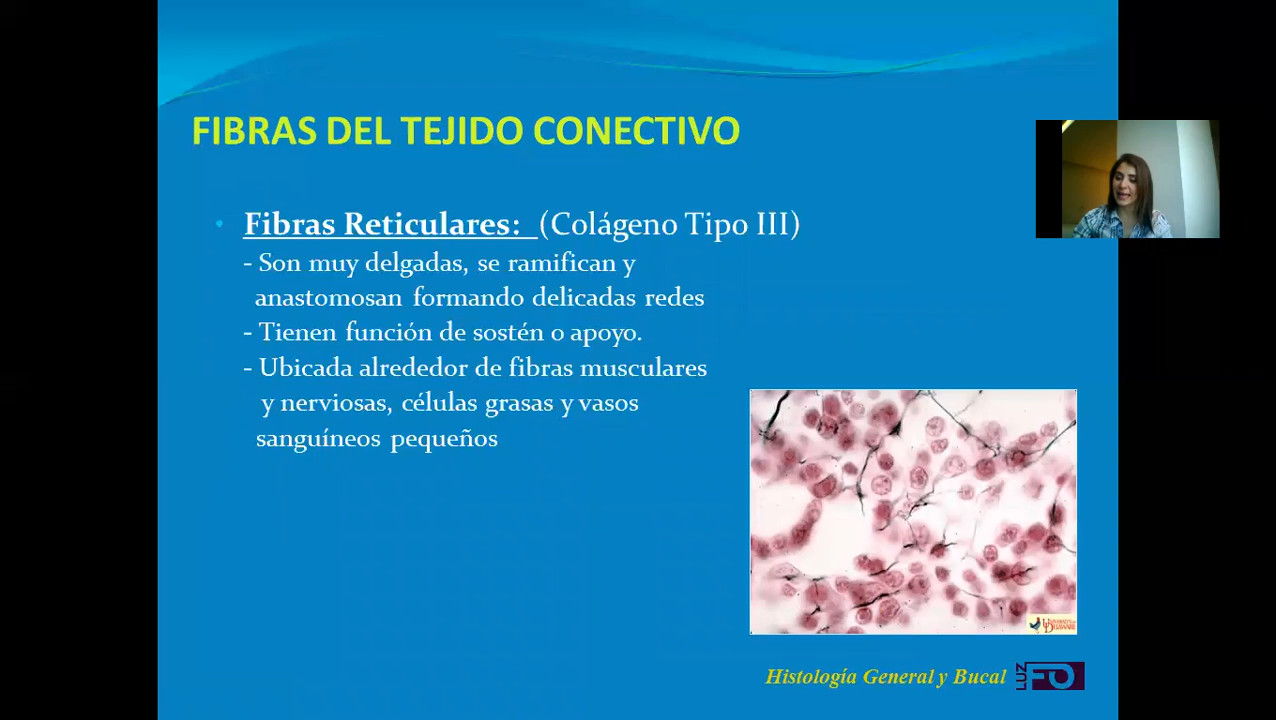 FIBRAS DEL TEJIDO CONECTIVO
• Fibras Reticulares: (Colágeno Tipo III)
- Son muy delgadas, se ramifican y
anastomosan formando delicadas redes
- Tienen función de sostén o apoyo.
- Ubicada alrededor de fibras musculares
y nerviosas, células grasas y vasos
sanguíneos pequeños
Histología General y Bucal
LUZ
FO